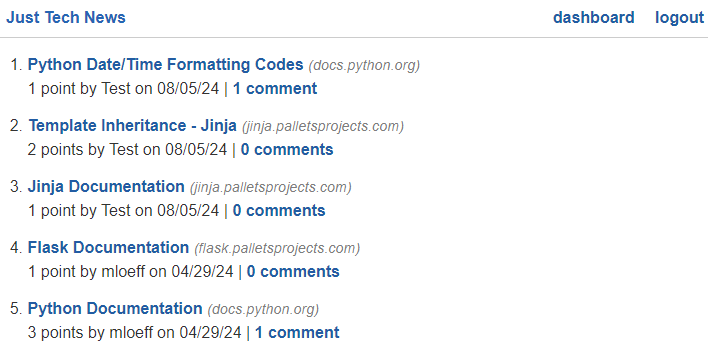 Just Tech News dashboard logout
1. Python Date/Time Formatting Codes (docs.python.org)
1 point by Test on 08/05/24 | 1 comment
2. Template Inheritance - Jinja (jinja.palletsprojects.com)
2 points by Test on 08/05/24 | 0 comments
3. Jinja Documentation (jinja.palletsprojects.com)
1 point by Test on 08/05/24 | 0 comments
4. Flask Documentation (flask.palletsprojects.com)
1 point by mloeff on 04/29/24 | 0 comments
5. Python Documentation (docs.python.org)
3 points by mloeff on 04/29/24 | 1 comment